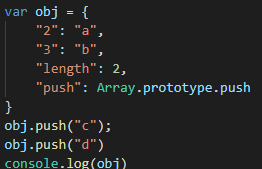 var obj = {
    "2": "a",
    "3": "b",
    "length": 2,
    "push": Array.prototype.push
}
obj.push("c");
obj.push("d")
console.log(obj)